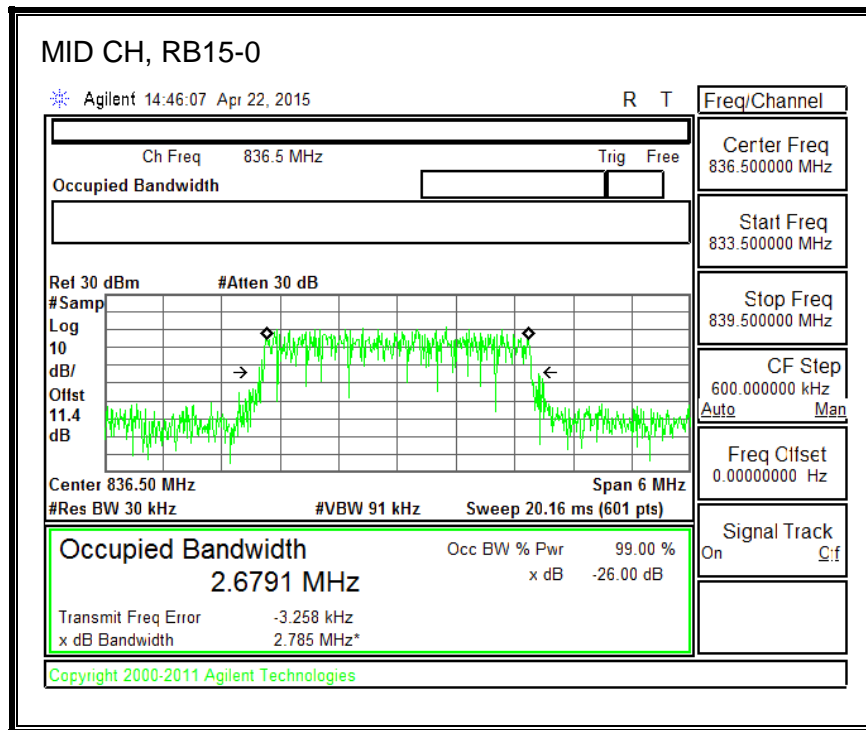 MID CH, RB15-0
Agilent 14:46:07 Apr 22, 2015 R T
Freq/Channel
Ch Freq 836.5 MHz Trig Free
Occupied Bandwidth
Center Freq
836.500000 MHz
Start Freq
833.500000 MHz
Stop Freq
839.500000 MHz
CF Step
600.000000 kHz
Auto Man
Freq Offset
0.00000000 Hz
Signal Track
On Off
Ref 30 dBm #Atten 30 dB
#Samp
Log
10
dB/
Offst
11.4
dB
Center 836.50 MHz Span 6 MHz
#Res BW 30 kHz #VBW 91 kHz Sweep 20.16 ms (601 pts)
Occupied Bandwidth Occ BW % Pwr 99.00 %
2.6791 MHz x dB -26.00 dB
Transmit Freq Error -3.258 kHz
x dB Bandwidth 2.785 MHz*
Copyright 2000-2011 Agilent Technologies